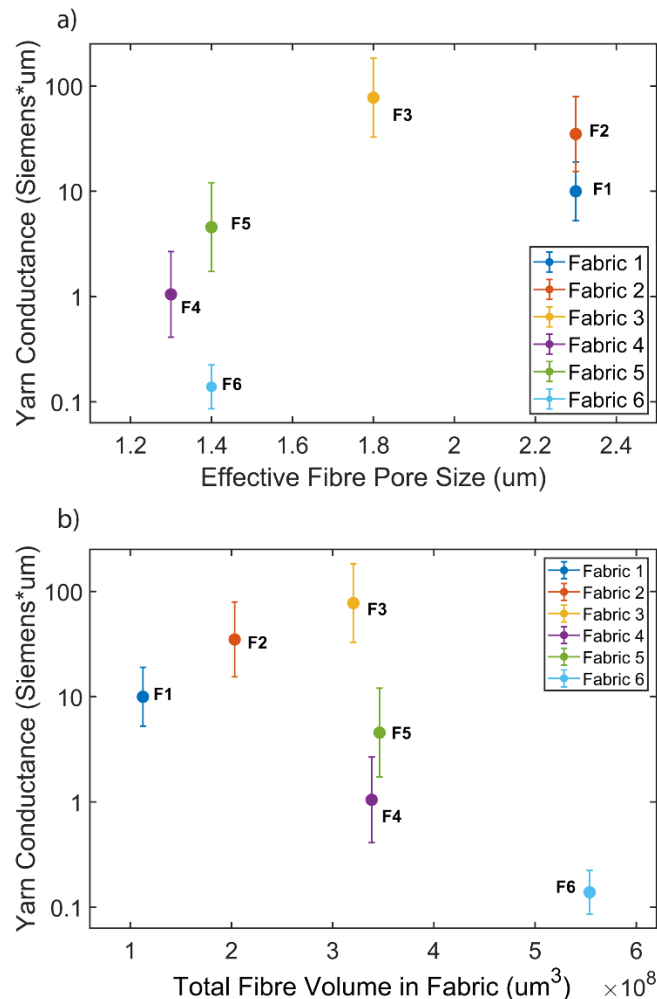 a)
Yarn Conductance (Siemens*um)
100
10
1
0.1
F3
F2
F1
F5
F4
F6
Fabric 1
Fabric 2
Fabric 3
Fabric 4
Fabric 5
Fabric 6
1.2 1.4 1.6 1.8 2 2.2 2.4
Effective Fibre Pore Size (um)
b)
Yarn Conductance (Siemens*um)
100
10
1
0.1
F3
F2
F1
F5
F4
F6
Fabric 1
Fabric 2
Fabric 3
Fabric 4
Fabric 5
Fabric 6
1 2 3 4 5 6
×10⁸
Total Fibre Volume in Fabric (um³)